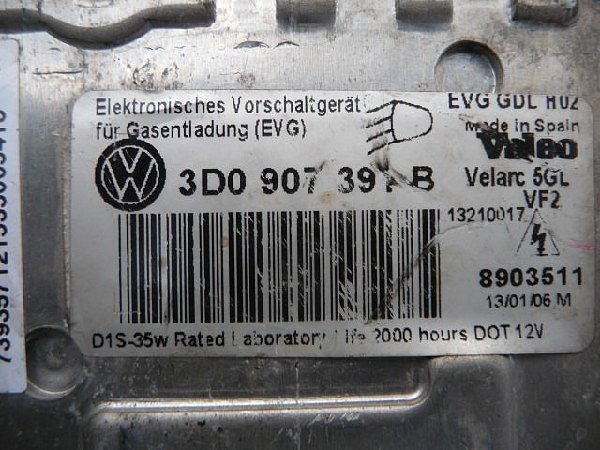 Elektronisches Vorschaltgerät
für Gasentladung (EVG)
EVG GDL H02
Made in Spain
Valeo
3D0 907 391 B
Velarc 5GL
VF2
13210017
8903511
13/01/06 M
D1S-35w Rated Laboratory Life 2000 hours DOT 12V